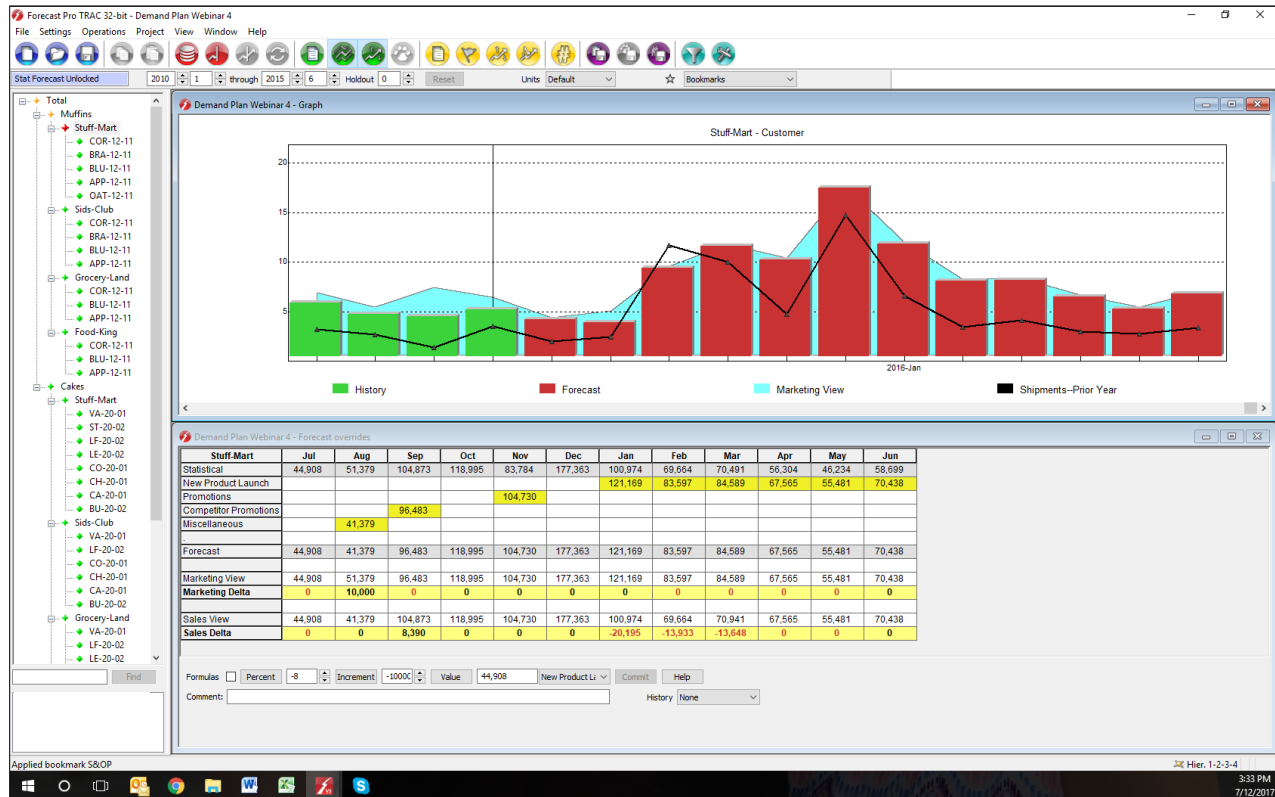 Forecast Pro TRAC 32-bit - Demand Plan Webinar 4
File Settings Operations Project View Window Help
Stat Forecast Unlocked 2010 1 through 2015 6 Holdout 0 Reset Units Default Bookmarks
Total
Muffins
Stuff-Mart
COR-12-11
BRA-12-11
BLU-12-11
APP-12-11
OAT-12-11
Sids-Club
COR-12-11
BRA-12-11
BLU-12-11
APP-12-11
Grocery-Land
COR-12-11
BLU-12-11
APP-12-11
Food-King
COR-12-11
BLU-12-11
APP-12-11
Cakes
Stuff-Mart
VA-20-01
ST-20-02
LF-20-02
LE-20-02
CO-20-01
CH-20-01
CA-20-01
BU-20-02
Sids-Club
VA-20-01
LF-20-02
CO-20-01
CH-20-01
CA-20-01
BU-20-02
Grocery-Land
VA-20-01
LF-20-02
LE-20-02
Find
Demand Plan Webinar 4 - Graph
Stuff-Mart - Customer
20
15
10
5
2016-Jan
History Forecast Marketing View Shipments--Prior Year
Demand Plan Webinar 4 - Forecast overrides
Stuff-Mart Jul Aug Sep Oct Nov Dec Jan Feb Mar Apr May Jun
Statistical 44,908 51,379 104,873 118,995 83,784 177,363 100,974 69,664 70,491 56,304 46,234 58,699
New Product Launch 121,169 83,597 84,589 67,565 55,481 70,438
Promotions 104,730
Competitor Promotions 96,483
Miscellaneous 41,379
.
Forecast 44,908 41,379 96,483 118,995 104,730 177,363 121,169 83,597 84,589 67,565 55,481 70,438
Marketing View 44,908 51,379 96,483 118,995 104,730 177,363 121,169 83,597 84,589 67,565 55,481 70,438
Marketing Delta 0 10,000 0 0 0 0 0 0 0 0 0 0
Sales View 44,908 41,379 104,873 118,995 104,730 177,363 100,974 69,664 70,941 67,565 55,481 70,438
Sales Delta 0 0 8,390 0 0 0 -20,195 -13,933 -13,648 0 0 0
Formulas Percent -8 Increment -1000 Value 44,908 New Product L Commit Help
Comment: History None
Applied bookmark S&OP Hier. 1-2-3-4
3:33 PM
7/12/2017